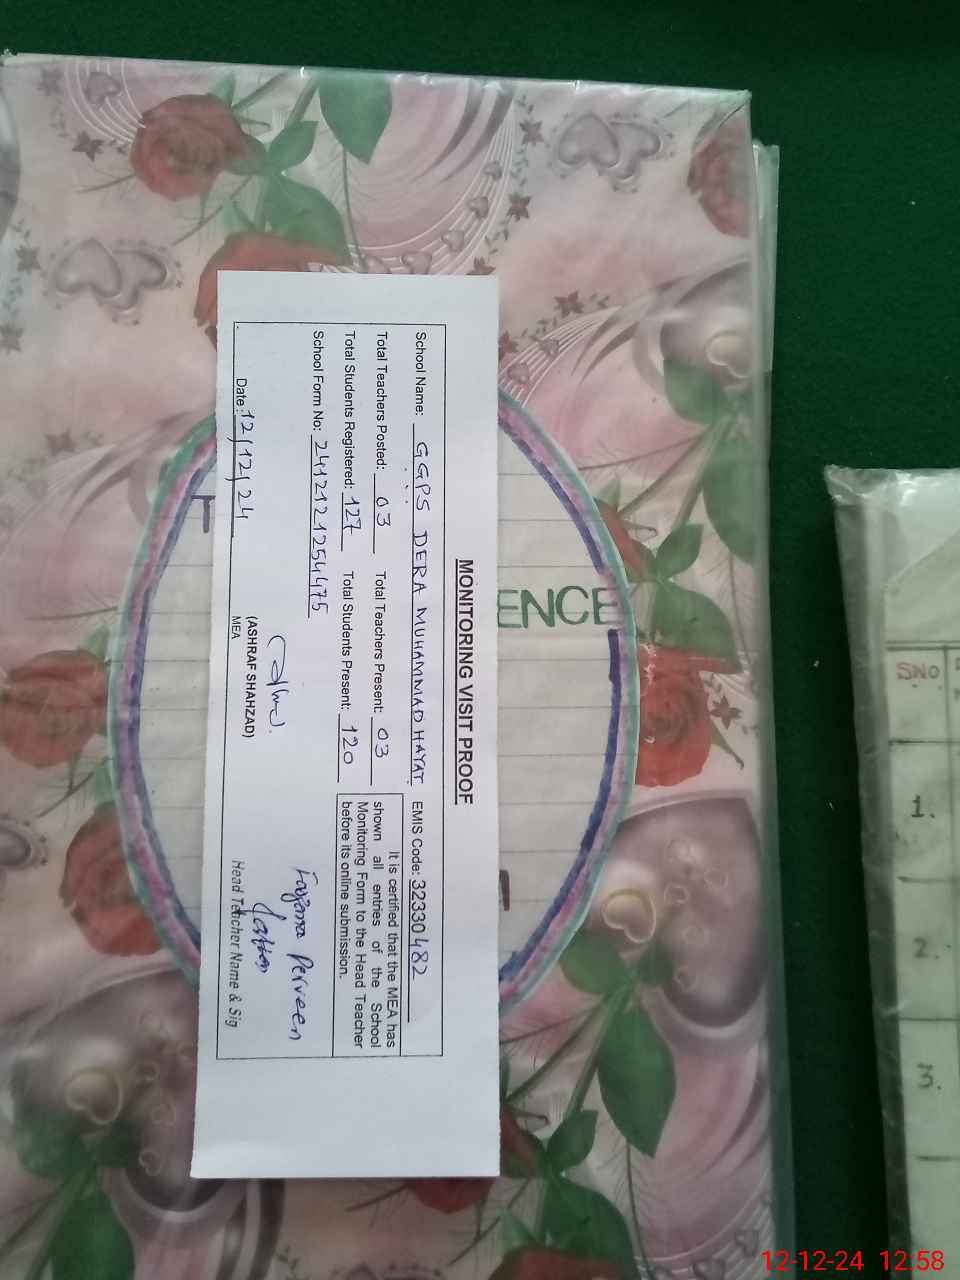 MONITORING VISIT PROOF
School Name: GGPS DERA MUHAMMAD HAYAT EMIS Code: 32330482
Total Teachers Posted: 03 Total Teachers Present: 03
Total Students Registered: 127 Total Students Present: 120
School Form No: 2412121254475
It is certified that the MEA has
shown all entries of the School
Monitoring Form to the Head Teacher
before its online submission.
Date: 12/12/24
(ASHRAF SHAHZAD)
MEA
Perveen
Head Teacher Name & Sig
ENCE
SNo
1.
2.
3.
12-12-24 12:58